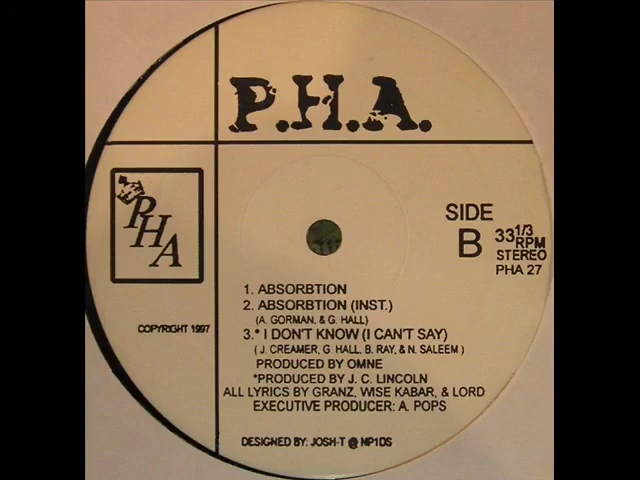 P.H.A.
THE
PHA
SIDE
B
33 1/3
RPM
STEREO
PHA 27
1. ABSORBTION
2. ABSORBTION (INST.)
(A. GORMAN, & G. HALL)
3.* I DON'T KNOW (I CAN'T SAY)
( J. CREAMER, G. HALL, B. RAY, & N. SALEEM )
PRODUCED BY OMNE
*PRODUCED BY J. C. LINCOLN
ALL LYRICS BY GRANZ, WISE KABAR, & LORD
EXECUTIVE PRODUCER: A. POPS
COPYRIGHT 1997
DESIGNED BY: JOSH-T @ NP1DS